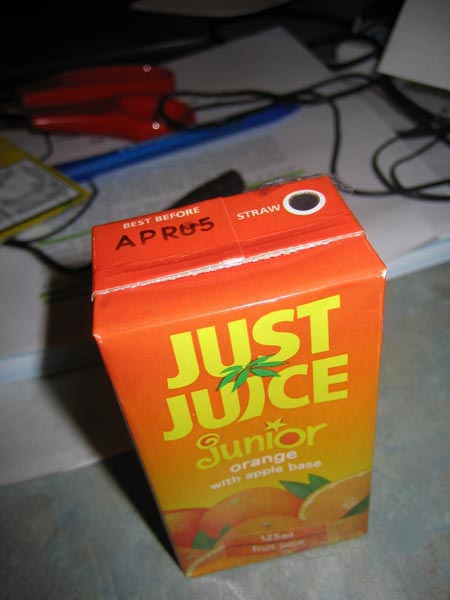 BEST BEFORE
APR05
STRAW
JUST
JUICE
junior
orange
with apple base
125ml
fruit juice